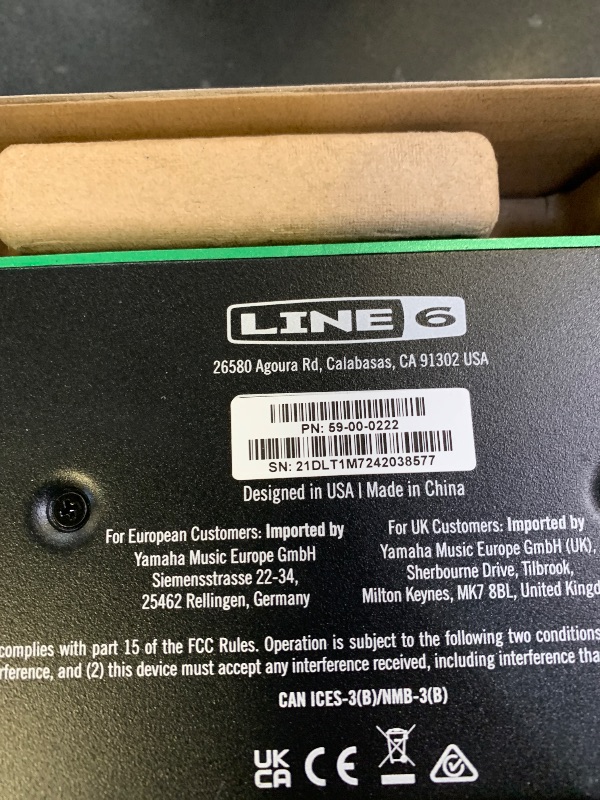 LINE 6
26580 Agoura Rd, Calabasas, CA 91302 USA
PN: 59-00-0222
SN: 21DLT1M7242038577
Designed in USA | Made in China
For European Customers: Imported by
Yamaha Music Europe GmbH
Siemensstrasse 22-34,
25462 Rellingen, Germany
For UK Customers: Imported by
Yamaha Music Europe GmbH (UK),
Sherbourne Drive, Tilbrook,
Milton Keynes, MK7 8BL, United
complies with part 15 of the FCC Rules. Operation is subject to the following two conditions
and (2) this device must accept any interference received, including interference
CAN ICES-3(B)/NMB-3(B)
UK
CA CE